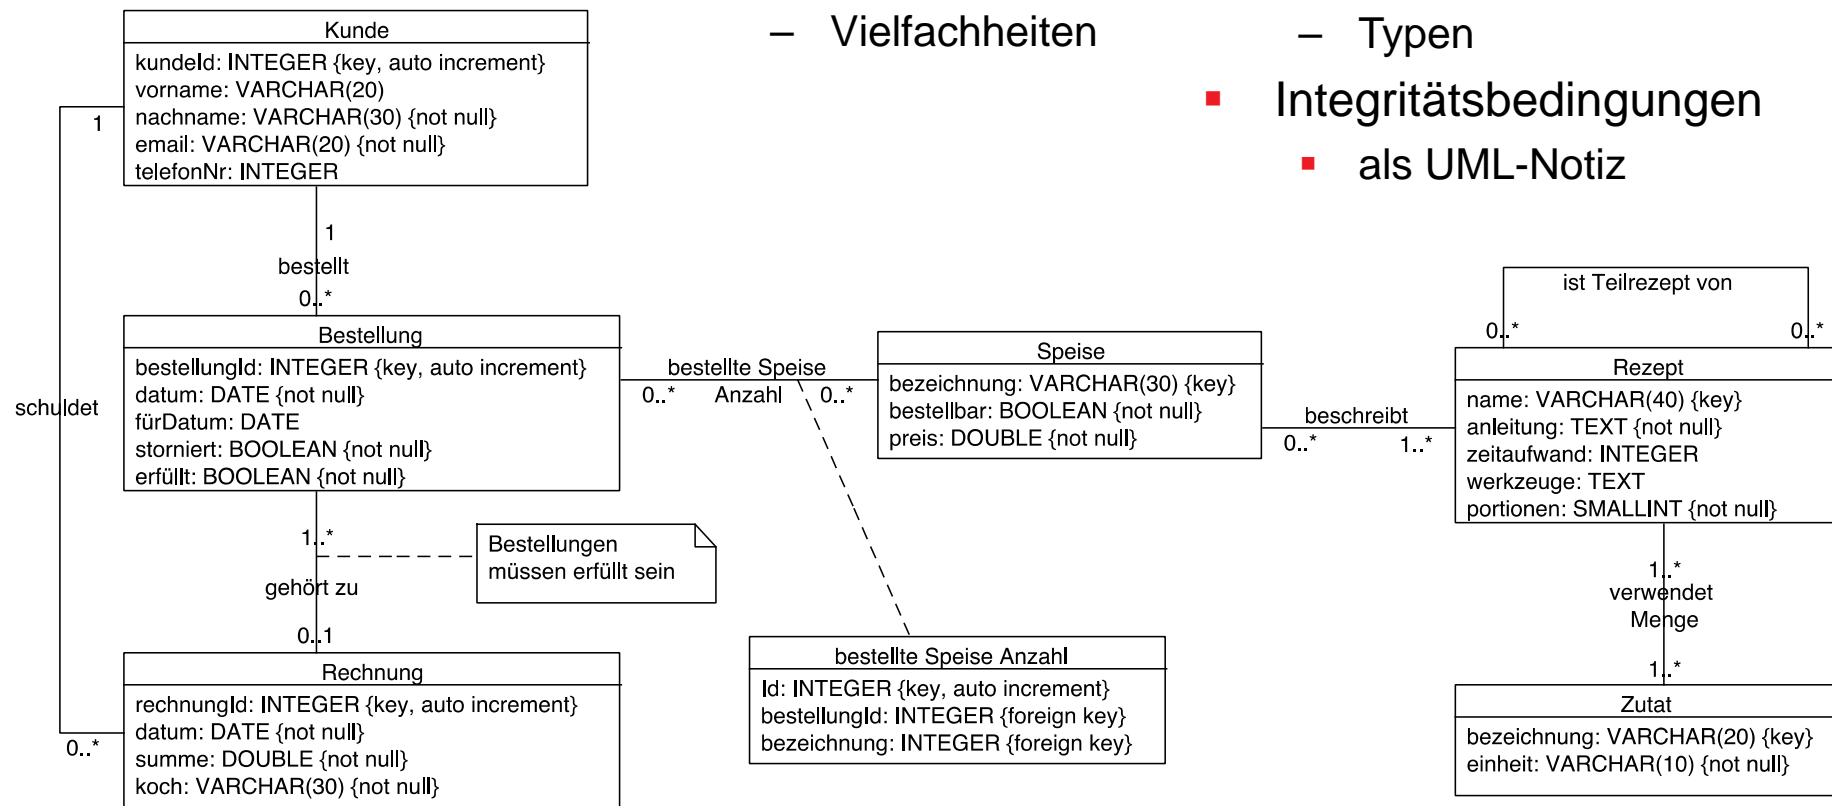 – Vielfachheiten
– Typen
▪ Integritätsbedingungen
▪ als UML-Notiz
Kunde
kundeId: INTEGER {key, auto increment}
vorname: VARCHAR(20)
nachname: VARCHAR(30) {not null}
email: VARCHAR(20) {not null}
telefonNr: INTEGER
1
1
bestellt
0..*
schuldet
0..*
Bestellung
bestellungId: INTEGER {key, auto increment}
datum: DATE {not null}
fürDatum: DATE
storniert: BOOLEAN {not null}
erfüllt: BOOLEAN {not null}
bestellte Speise
0..* Anzahl 0..*
Speise
bezeichnung: VARCHAR(30) {key}
bestellbar: BOOLEAN {not null}
preis: DOUBLE {not null}
beschreibt
0..* 1..*
ist Teilrezept von
0..* 0..*
Rezept
name: VARCHAR(40) {key}
anleitung: TEXT {not null}
zeitaufwand: INTEGER
werkzeuge: TEXT
portionen: SMALLINT {not null}
1..*
gehört zu
0..1
Bestellungen
müssen erfüllt sein
1..*
verwendet
Menge
1..*
Rechnung
rechnungId: INTEGER {key, auto increment}
datum: DATE {not null}
summe: DOUBLE {not null}
koch: VARCHAR(30) {not null}
bestellte Speise Anzahl
Id: INTEGER {key, auto increment}
bestellungId: INTEGER {foreign key}
bezeichnung: INTEGER {foreign key}
Zutat
bezeichnung: VARCHAR(20) {key}
einheit: VARCHAR(10) {not null}